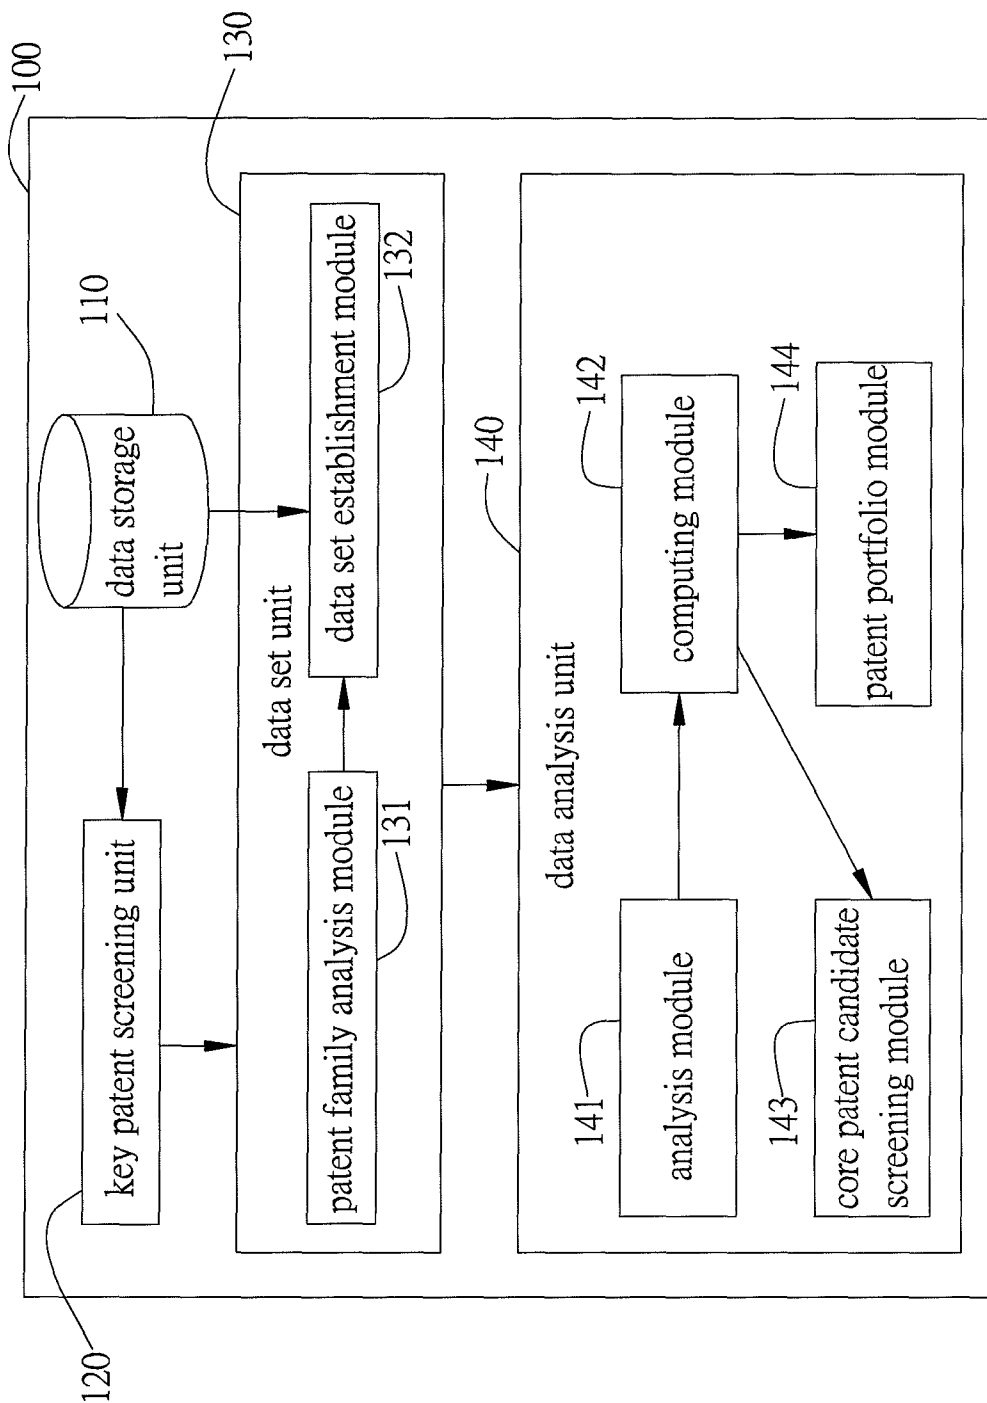 100
120
key patent screening unit
data storage
unit
110
130
data set unit
patent family analysis module
131
data set establishment module
132
140
data analysis unit
141
analysis module
142
computing module
143
core patent candidate
screening module
144
patent portfolio module